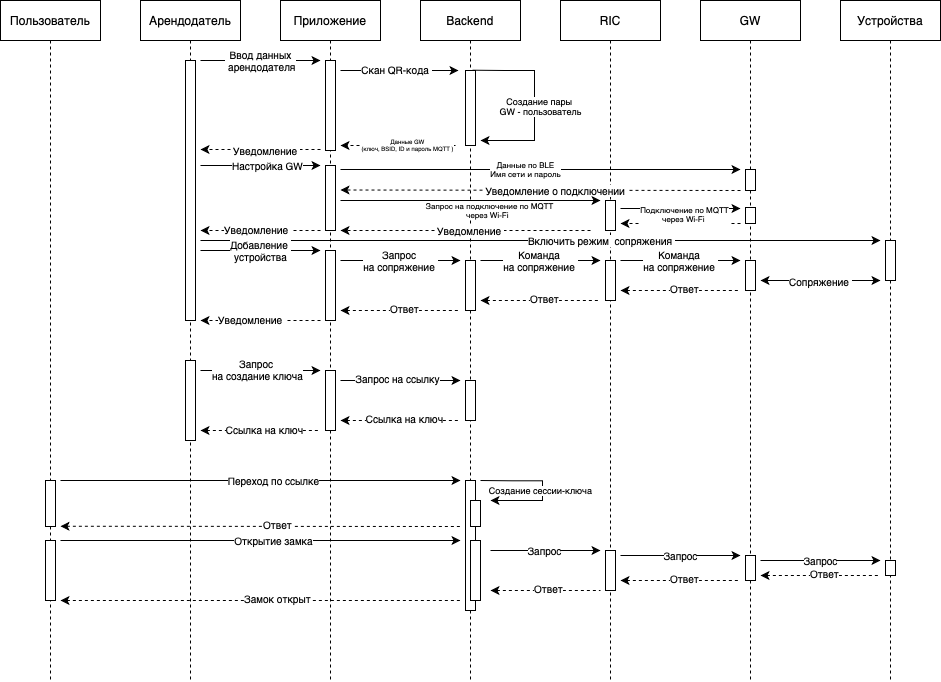 Пользователь
Арендодатель
Приложение
Backend
RIC
GW
Устройства
Ввод данных
арендодателя
Скан QR-кода
Создание пары
GW - пользователь
Данные GW
(ключ, BSID, ID и пароль MQTT )
Уведомление
Настройка GW
Данные по BLE
Имя сети и пароль
Уведомление о подключении
Запрос на подключение по MQTT
через Wi-Fi
Подключение по MQTT
через Wi-Fi
Уведомление
Уведомление
Включить режим сопряжения
Добавление
устройства
Запрос
на сопряжение
Команда
на сопряжение
Команда
на сопряжение
Сопряжение
Ответ
Ответ
Ответ
Уведомление
Запрос
на создание ключа
Запрос на ссылку
Ссылка на ключ
Ссылка на ключ
Переход по ссылке
Создание сессии-ключа
Ответ
Открытие замка
Запрос
Запрос
Запрос
Ответ
Ответ
Ответ
Замок открыт